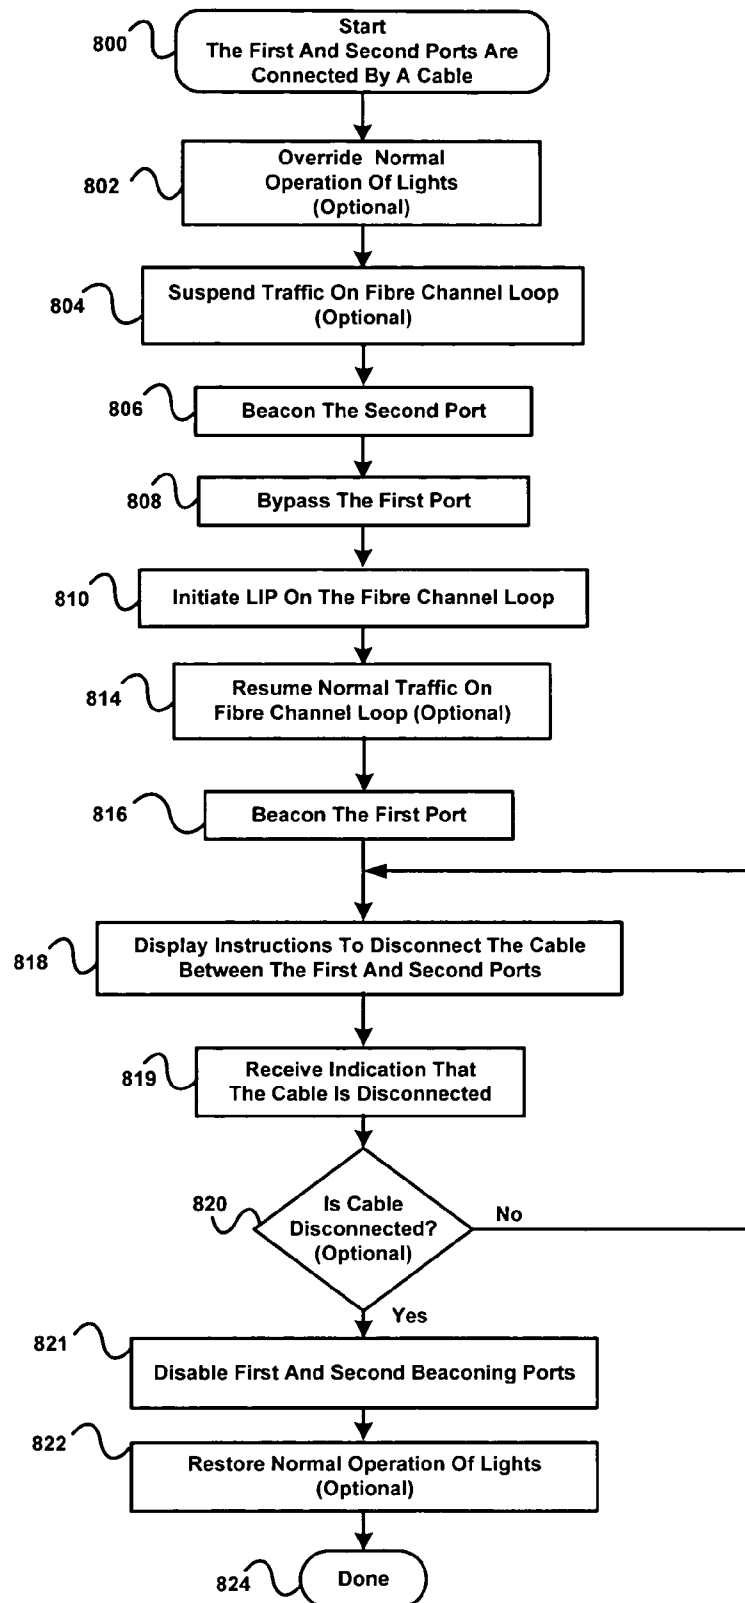 800
Start
The First And Second Ports Are
Connected By A Cable
802
Override Normal
Operation Of Lights
(Optional)
804
Suspend Traffic On Fibre Channel Loop
(Optional)
806
Beacon The Second Port
808
Bypass The First Port
810
Initiate LIP On The Fibre Channel Loop
814
Resume Normal Traffic On
Fibre Channel Loop (Optional)
816
Beacon The First Port
818
Display Instructions To Disconnect The Cable
Between The First And Second Ports
819
Receive Indication That
The Cable Is Disconnected
820
Is Cable
Disconnected?
(Optional)
No
Yes
821
Disable First And Second Beaconing Ports
822
Restore Normal Operation Of Lights
(Optional)
824
Done